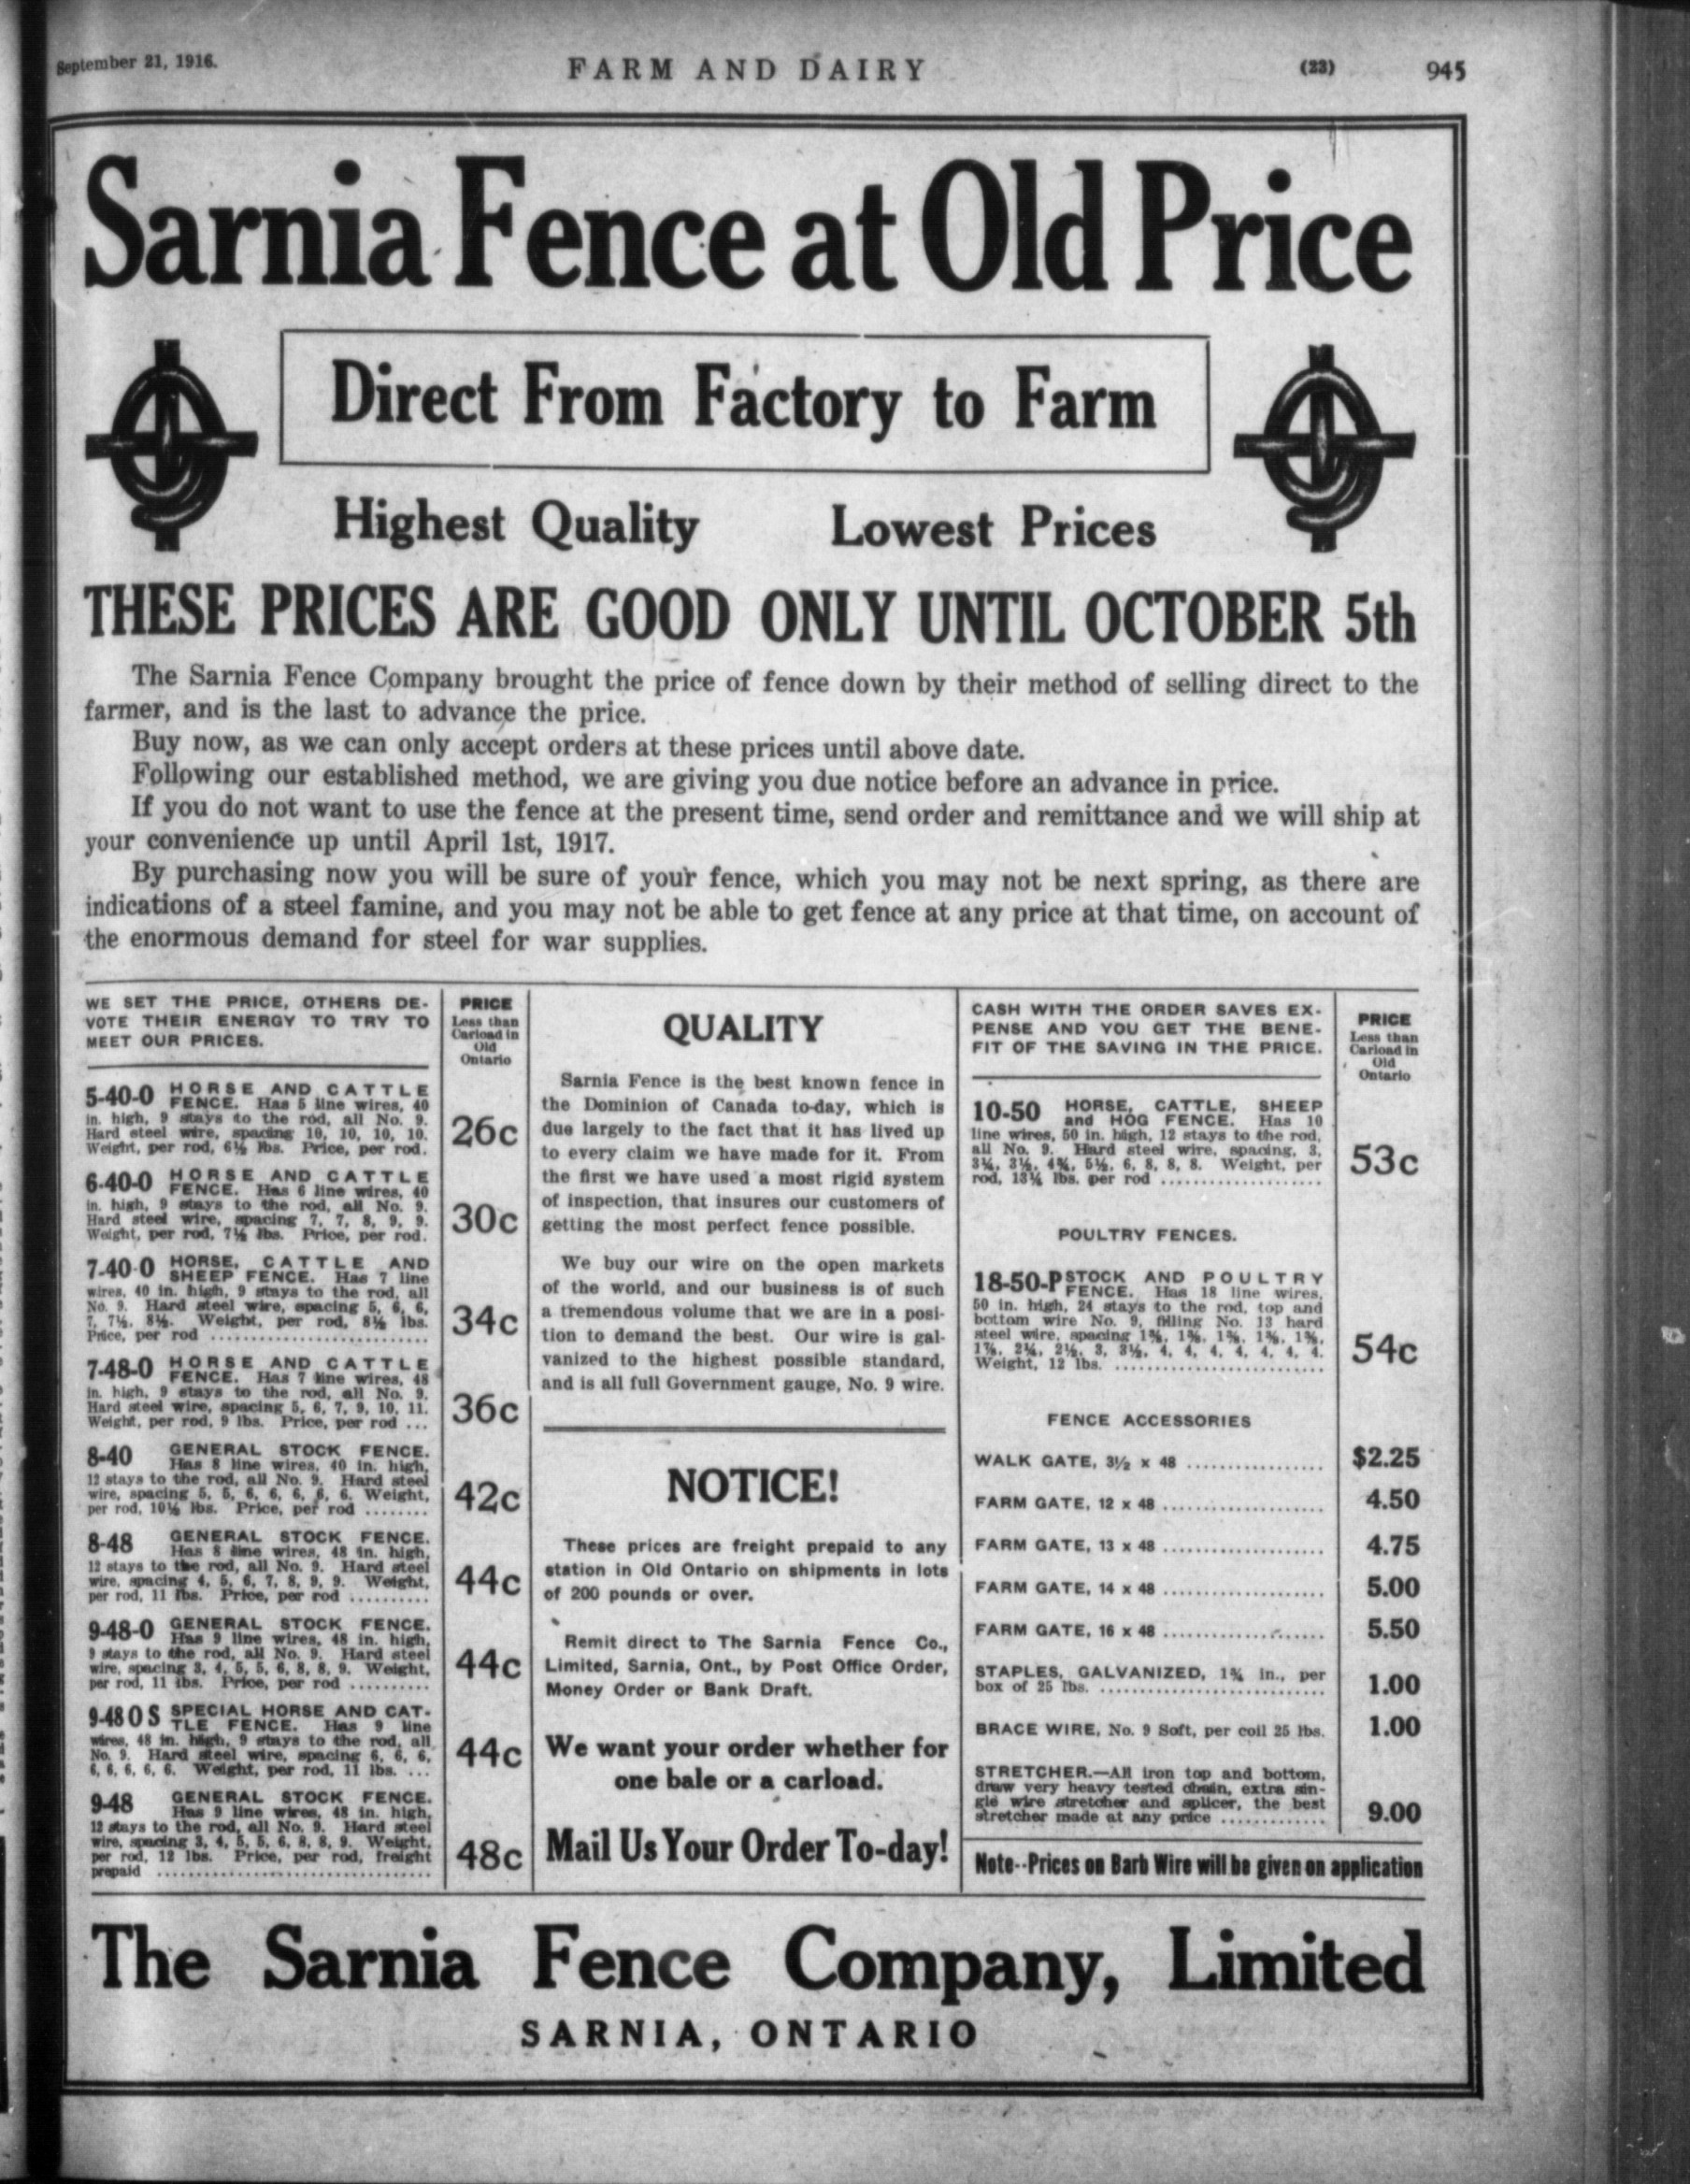 September 21, 1916.
FARM AND DAIRY
(23)
945
Sarnia Fence at Old Price
Direct From Factory to Farm
Highest Quality Lowest Prices
THESE PRICES ARE GOOD ONLY UNTIL OCTOBER 5th
The Sarnia Fence Company brought the price of fence down by their method of selling direct to the
farmer, and is the last to advance the price.
Buy now, as we can only accept orders at these prices until above date.
Following our established method, we are giving you due notice before an advance in price.
If you do not want to use the fence at the present time, send order and remittance and we will ship at
your convenience up until April 1st, 1917.
By purchasing now you will be sure of your fence, which you may not be next spring, as there are
indications of a steel famine, and you may not be able to get fence at any price at that time, on account of
the enormous demand for steel for war supplies.
WE SET THE PRICE, OTHERS DE-
VOTE THEIR ENERGY TO TRY TO
MEET OUR PRICES.
PRICE
Less than
Carload in
Old
Ontario
5-40-0 HORSE AND CATTLE
FENCE. Has 5 line wires, 40
in. high, 9 stays to the rod, all No. 9.
Hard steel wire, spacing 10, 10, 10, 10.
Weight, per rod, 6½ lbs. Price, per rod.
26c
6-40-0 HORSE AND CATTLE
FENCE. Has 6 line wires, 40
in. high, 9 stays to the rod, all No. 9.
Hard steel wire, spacing 7, 7, 8, 9, 9.
Weight, per rod, 7½ lbs. Price, per rod.
30c
7-40-0 HORSE, CATTLE AND
SHEEP FENCE. Has 7 line
wires, 40 in. high, 9 stays to the rod, all
No. 9. Hard steel wire, spacing 5, 6, 6,
7, 7½, 8½. Weight, per rod, 8½ lbs.
Price, per rod ...........................
34c
7-48-0 HORSE AND CATTLE
FENCE. Has 7 line wires, 48
in. high, 9 stays to the rod, all No. 9.
Hard steel wire, spacing 5, 6, 7, 9, 10, 11.
Weight, per rod, 9 lbs. Price, per rod ...
36c
8-40 GENERAL STOCK FENCE.
Has 8 line wires, 40 in. high,
12 stays to the rod, all No. 9. Hard steel
wire, spacing 5, 5, 6, 6, 6, 6, 6. Weight,
per rod, 10½ lbs. Price, per rod ........
42c
8-48 GENERAL STOCK FENCE.
Has 8 line wires, 48 in. high,
12 stays to the rod, all No. 9. Hard steel
wire, spacing 4, 5, 6, 7, 8, 9, 9. Weight,
per rod, 11 lbs. Price, per rod ..........
44c
9-48-0 GENERAL STOCK FENCE.
Has 9 line wires, 48 in. high,
9 stays to the rod, all No. 9. Hard steel
wire, spacing 3, 4, 5, 5, 6, 8, 8, 9. Weight,
per rod, 11 lbs. Price, per rod ..........
44c
9-48 O S SPECIAL HORSE AND CAT-
TLE FENCE. Has 9 line
wires, 48 in. high, 9 stays to the rod, all
No. 9. Hard steel wire, spacing 6, 6, 6,
6, 6, 6, 6, 6. Weight, per rod, 11 lbs. ...
44c
9-48 GENERAL STOCK FENCE.
Has 9 line wires, 48 in. high,
12 stays to the rod, all No. 9. Hard steel
wire, spacing 3, 4, 5, 5, 6, 8, 8, 9. Weight,
per rod, 12 lbs. Price, per rod, freight
prepaid ..................................
48c
QUALITY
Sarnia Fence is the best known fence in
the Dominion of Canada to-day, which is
due largely to the fact that it has lived up
to every claim we have made for it. From
the first we have used a most rigid system
of inspection, that insures our customers of
getting the most perfect fence possible.
We buy our wire on the open markets
of the world, and our business is of such
a tremendous volume that we are in a posi-
tion to demand the best. Our wire is gal-
vanized to the highest possible standard,
and is all full Government gauge, No. 9 wire.
NOTICE!
These prices are freight prepaid to any
station in Old Ontario on shipments in lots
of 200 pounds or over.
Remit direct to The Sarnia Fence Co.,
Limited, Sarnia, Ont., by Post Office Order,
Money Order or Bank Draft.
We want your order whether for
one bale or a carload.
Mail Us Your Order To-day!
CASH WITH THE ORDER SAVES EX-
PENSE AND YOU GET THE BENE-
FIT OF THE SAVING IN THE PRICE.
PRICE
Less than
Carload in
Old
Ontario
10-50 HORSE, CATTLE, SHEEP
and HOG FENCE. Has 10
line wires, 50 in. high, 12 stays to the rod,
all No. 9. Hard steel wire, spacing, 3,
3¼, 3½, 4¾, 5½, 6, 8, 8, 8. Weight, per
rod, 13½ lbs. per rod ....................
53c
POULTRY FENCES.
18-50-P STOCK AND POULTRY
FENCE. Has 18 line wires,
50 in. high, 24 stays to the rod, top and
bottom wire No. 9, filling No. 13 hard
steel wire, spacing 1⅝, 1⅝, 1⅝, 1⅝, 1⅝,
1⅞, 2¼, 2½, 3, 3½, 4, 4, 4, 4, 4, 4, 4.
Weight, 12 lbs. ..........................
54c
FENCE ACCESSORIES
WALK GATE, 3½ x 48 ................. $2.25
FARM GATE, 12 x 48 .................... 4.50
FARM GATE, 13 x 48 .................... 4.75
FARM GATE, 14 x 48 .................... 5.00
FARM GATE, 16 x 48 .................... 5.50
STAPLES, GALVANIZED, 1¾ in., per
box of 25 lbs. ............................ 1.00
BRACE WIRE, No. 9 Soft, per coil 25 lbs. 1.00
STRETCHER.—All iron top and bottom,
draw very heavy tested chain, extra sin-
gle wire stretcher and splicer, the best
stretcher made at any price ............. 9.00
Note--Prices on Barb Wire will be given on application
The Sarnia Fence Company, Limited
SARNIA, ONTARIO